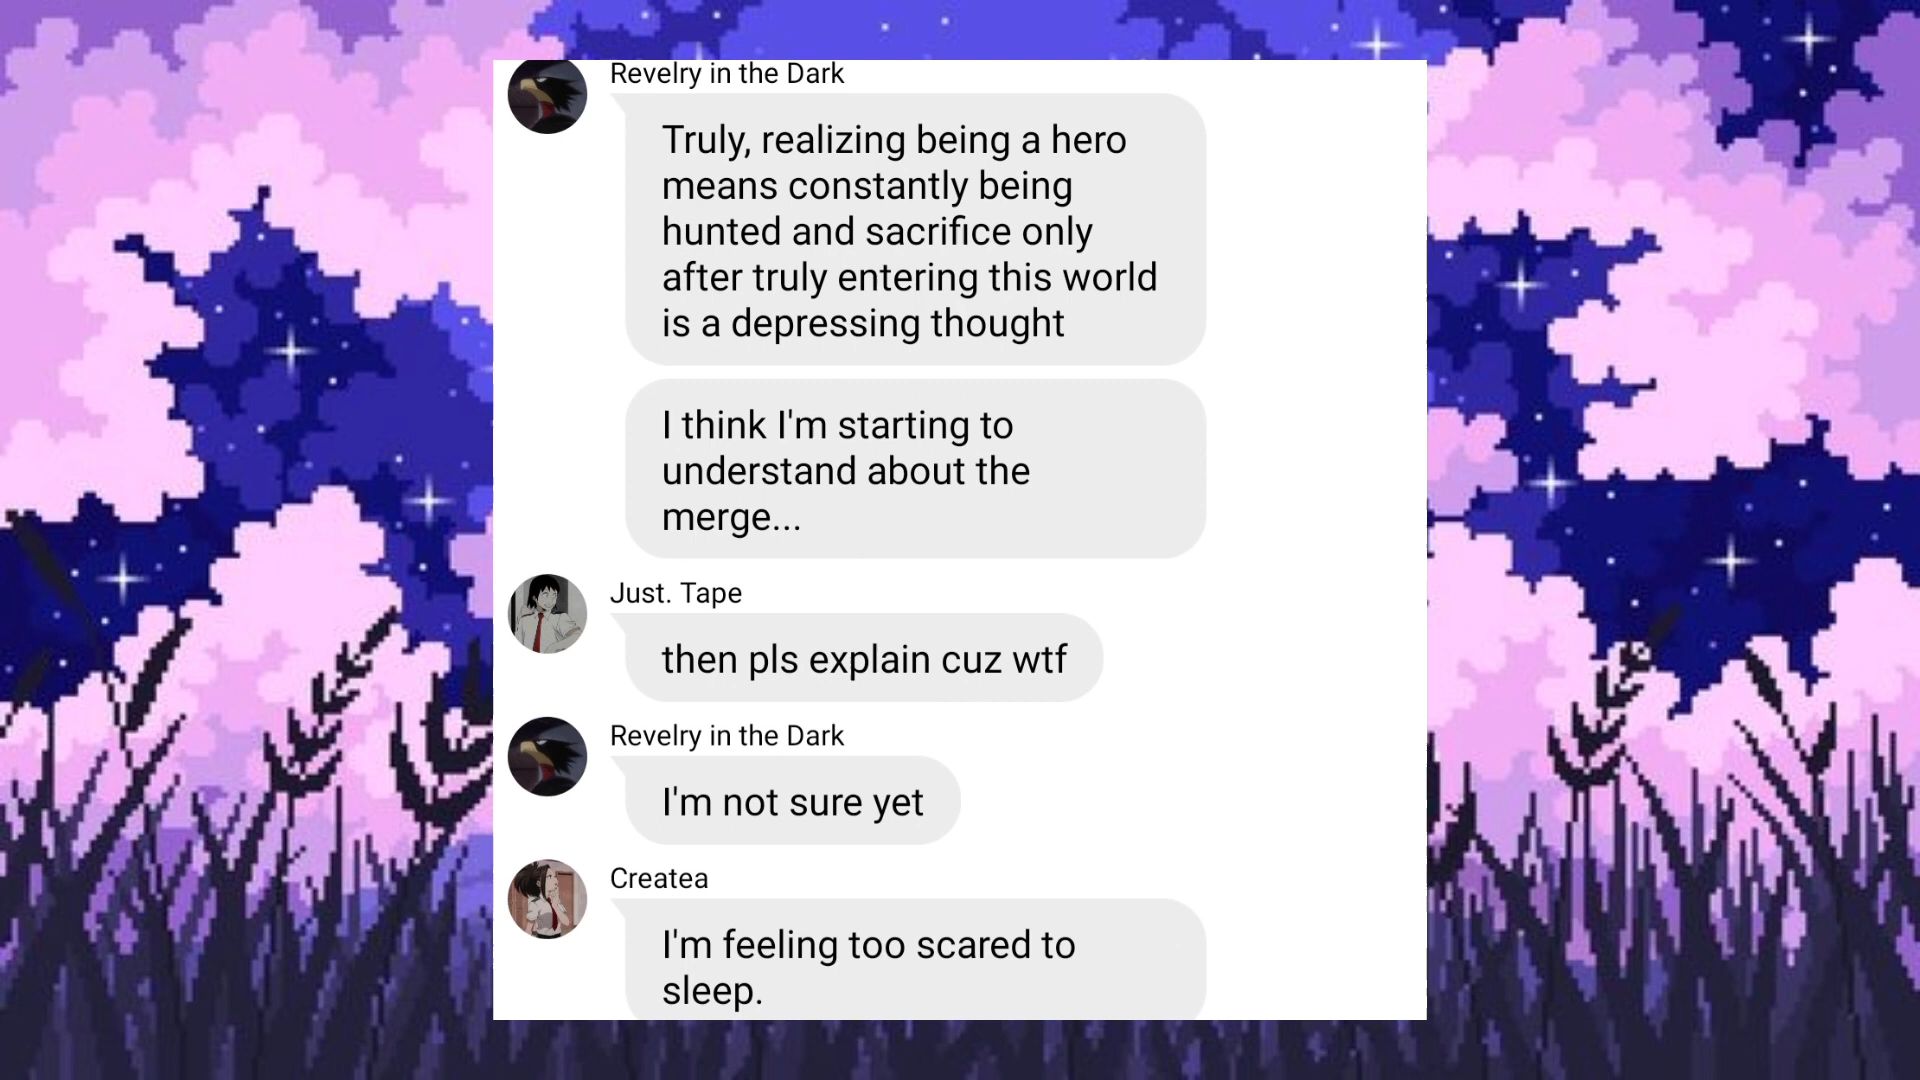 Revelry in the Dark
Truly, realizing being a hero
means constantly being
hunted and sacrifice only
after truly entering this world
is a depressing thought
I think I'm starting to
understand about the
merge...
Just. Tape
then pls explain cuz wtf
Revelry in the Dark
I'm not sure yet
Createa
I'm feeling too scared to
sleep.